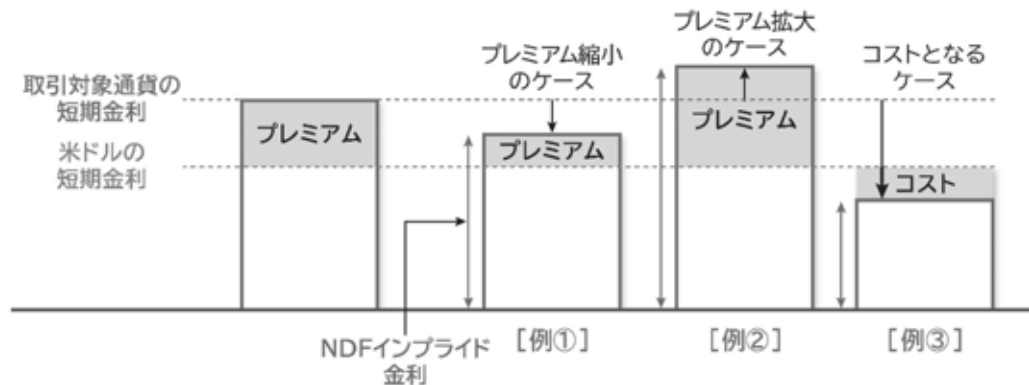 プレミアム縮小
のケース
プレミアム拡大
のケース
コストとなる
ケース
取引対象通貨の
短期金利
米ドルの
短期金利
プレミアム
プレミアム
プレミアム
コスト
NDFインプライド
金利
［例①］
［例②］
［例③］